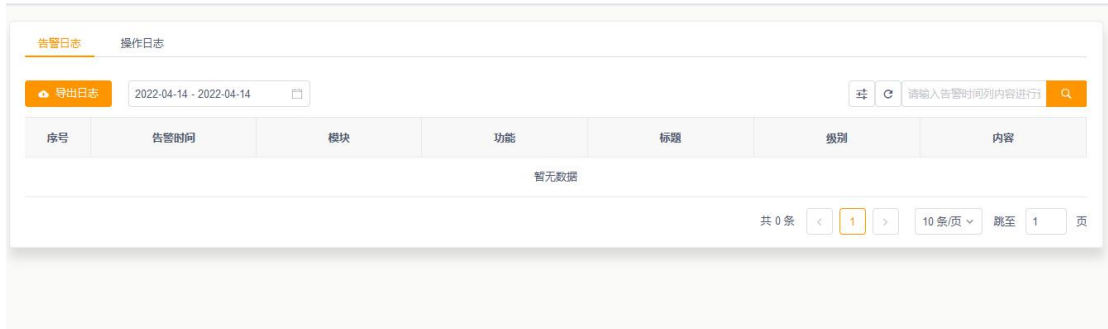 告警日志 操作日志
导出日志 2022-04-14 - 2022-04-14 请输入告警时间列内容进行
序号 告警时间 模块 功能 标题 级别 内容
暂无数据
共 0 条 < 1 > 10 条/页 跳至 1 页